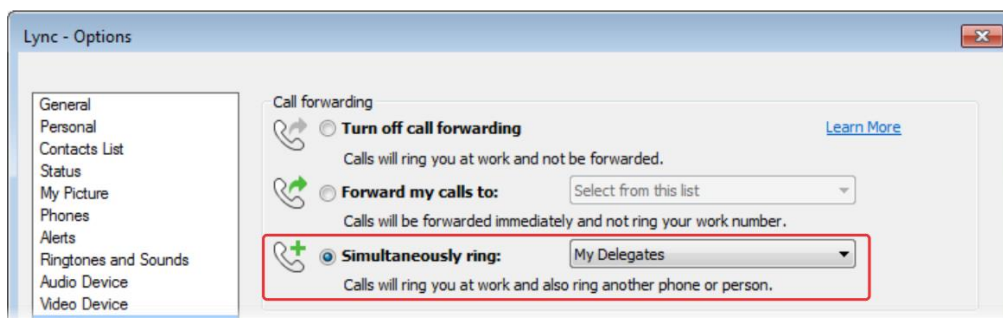 Lync - Options
General
Personal
Contacts List
Status
My Picture
Phones
Alerts
Ringtones and Sounds
Audio Device
Video Device
Call forwarding
Turn off call forwarding
Learn More
Calls will ring you at work and not be forwarded.
Forward my calls to:
Select from this list
Calls will be forwarded immediately and not ring your work number.
Simultaneously ring:
My Delegates
Calls will ring you at work and also ring another phone or person.